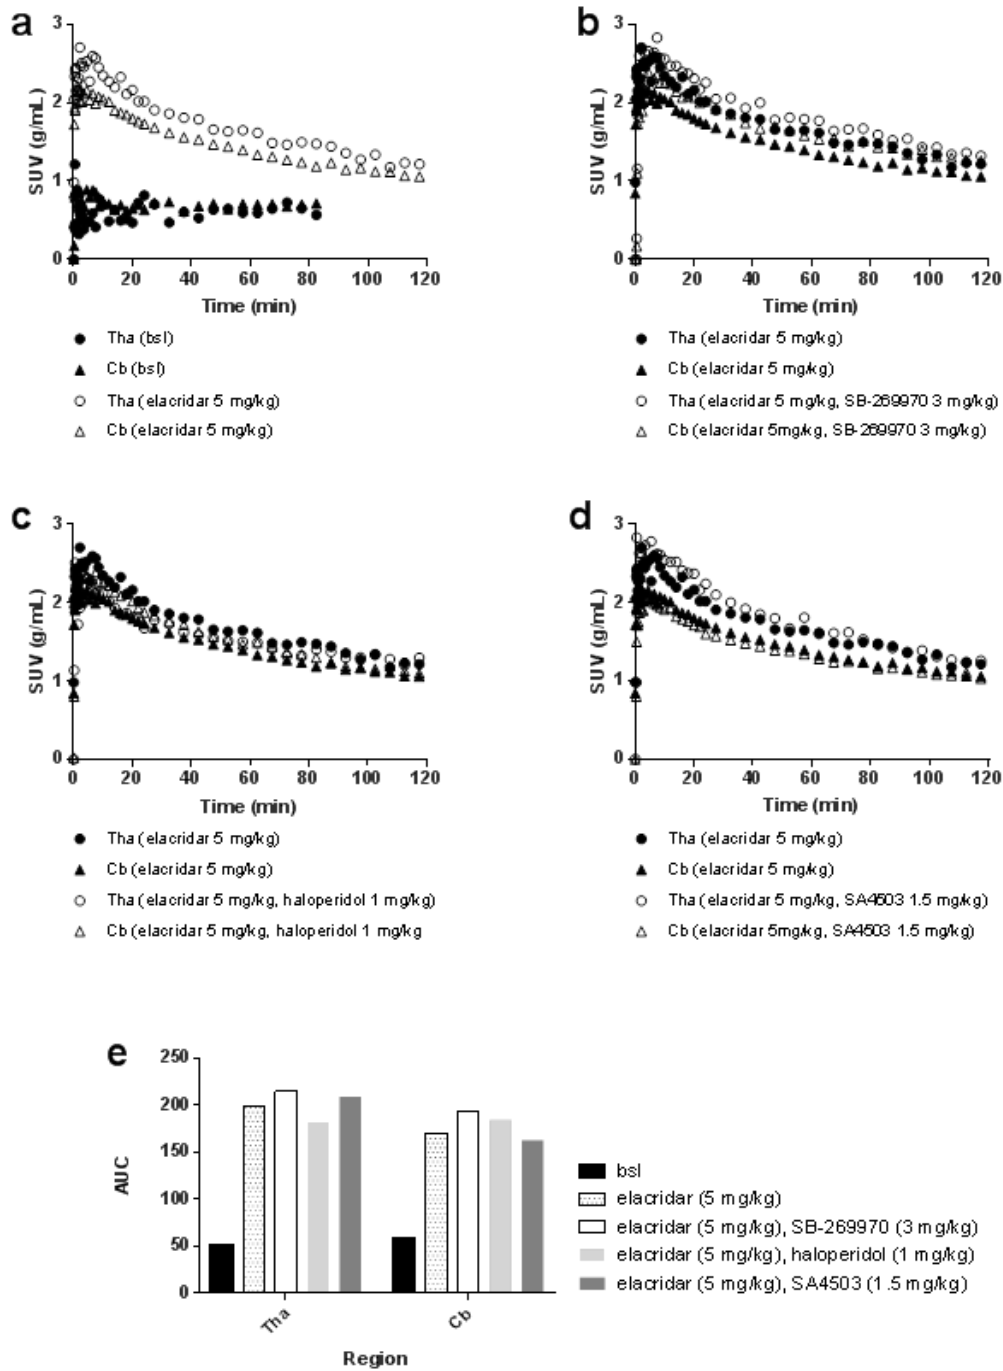 a
3
2
1
0
SUV (g/mL)
0 20 40 60 80 100 120
Time (min)
Tha (bsl)
Cb (bsl)
Tha (elacridar 5 mg/kg)
Cb (elacridar 5 mg/kg)
b
3
2
1
0
SUV (g/mL)
0 20 40 60 80 100 120
Time (min)
Tha (elacridar 5 mg/kg)
Cb (elacridar 5 mg/kg)
Tha (elacridar 5 mg/kg, SB-269970 3 mg/kg)
Cb (elacridar 5mg/kg, SB-269970 3 mg/kg)
c
3
2
1
0
SUV (g/mL)
0 20 40 60 80 100 120
Time (min)
Tha (elacridar 5 mg/kg)
Cb (elacridar 5 mg/kg)
Tha (elacridar 5 mg/kg, haloperidol 1 mg/kg)
Cb (elacridar 5 mg/kg, haloperidol 1 mg/kg
d
3
2
1
0
SUV (g/mL)
0 20 40 60 80 100 120
Time (min)
Tha (elacridar 5 mg/kg)
Cb (elacridar 5 mg/kg)
Tha (elacridar 5 mg/kg, SA4503 1.5 mg/kg)
Cb (elacridar 5mg/kg, SA4503 1.5 mg/kg)
e
250
200
150
100
50
0
AUC
Tha
Cb
Region
bsl
elacridar (5 mg/kg)
elacridar (5 mg/kg), SB-269970 (3 mg/kg)
elacridar (5 mg/kg), haloperidol (1 mg/kg)
elacridar (5 mg/kg), SA4503 (1.5 mg/kg)